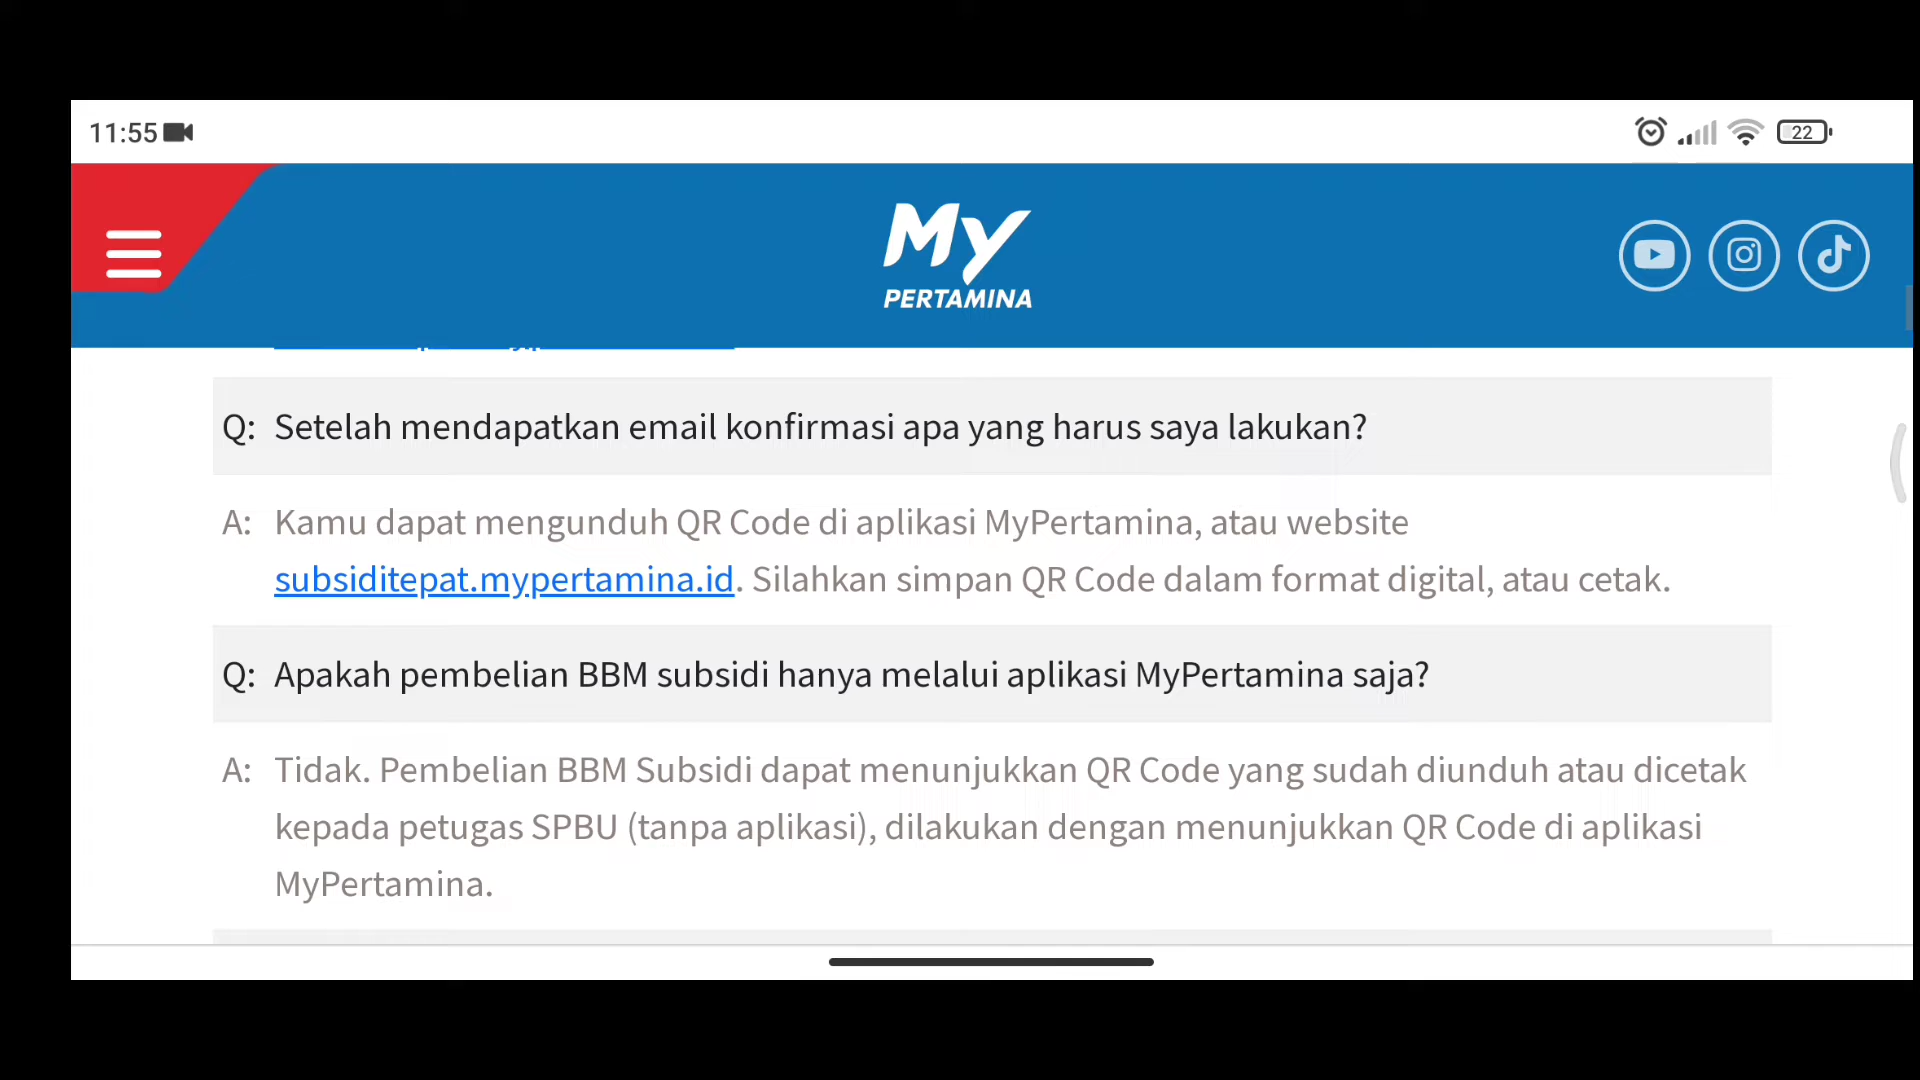 11:55
22
My
PERTAMINA
Q: Setelah mendapatkan email konfirmasi apa yang harus saya lakukan?
A: Kamu dapat mengunduh QR Code di aplikasi MyPertamina, atau website
subsiditepat.mypertamina.id. Silahkan simpan QR Code dalam format digital, atau cetak.
Q: Apakah pembelian BBM subsidi hanya melalui aplikasi MyPertamina saja?
A: Tidak. Pembelian BBM Subsidi dapat menunjukkan QR Code yang sudah diunduh atau dicetak
kepada petugas SPBU (tanpa aplikasi), dilakukan dengan menunjukkan QR Code di aplikasi
MyPertamina.